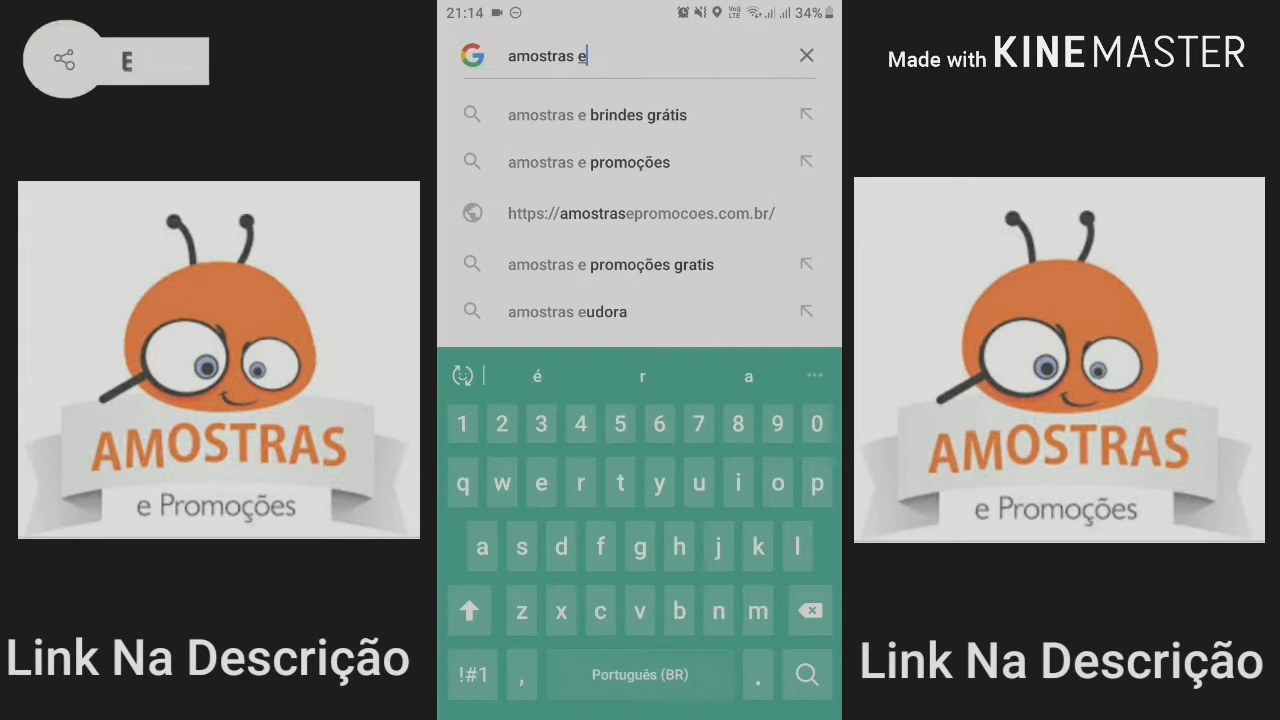 E
AMOSTRAS
e Promoções
Link Na Descrição
21:14
Vo)) LTE
34%
amostras e
amostras e brindes grátis
amostras e promoções
https://amostrasepromocoes.com.br/
amostras e promoções gratis
amostras eudora
é r a
1 2 3 4 5 6 7 8 9 0
q w e r t y u i o p
a s d f g h j k l
z x c v b n m
!#1 , Português (BR) .
Made with KINEMASTER
AMOSTRAS
e Promoções
Link Na Descrição